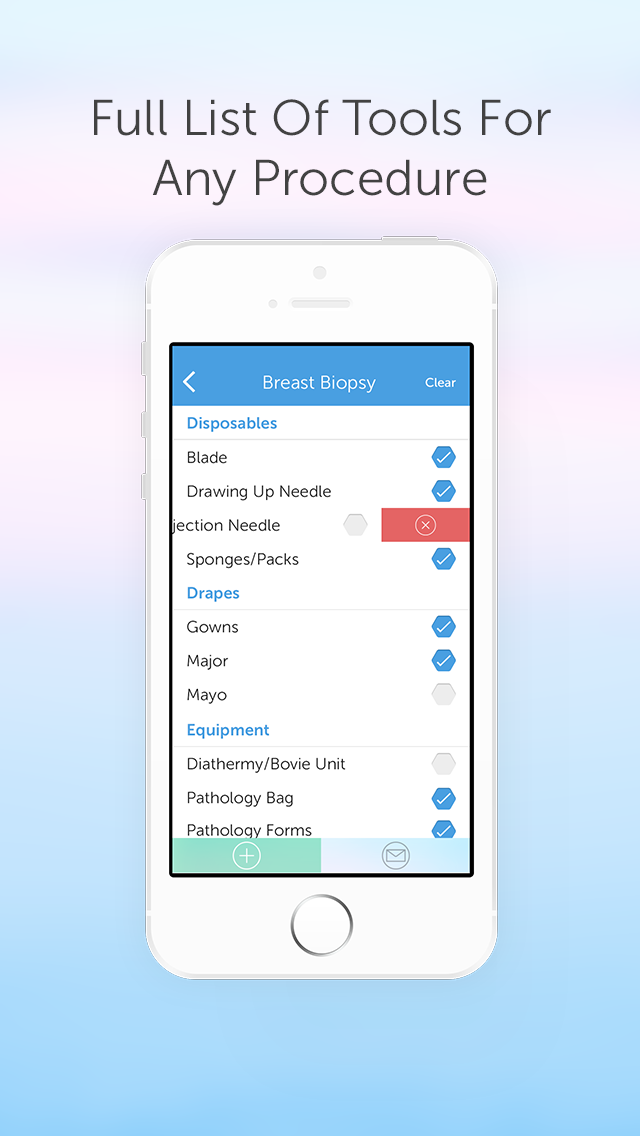 Full List Of Tools For
Any Procedure
Breast Biopsy
Clear
Disposables
Blade
Drawing Up Needle
jection Needle
Sponges/Packs
Drapes
Gowns
Major
Mayo
Equipment
Diathermy/Bovie Unit
Pathology Bag
Pathology Forms